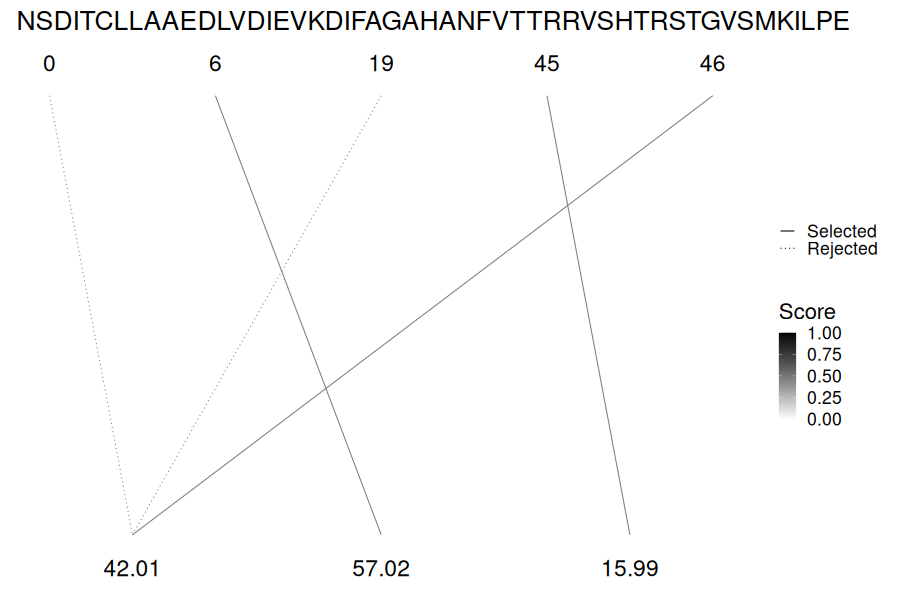 NSDITCLLAAEDLVDIEVKDIFAGAHANFVTTRRVSHTRSTGVSMKILPE
0 6 19 45 46
Selected
Rejected
Score
1.00
0.75
0.50
0.25
0.00
42.01 57.02 15.99